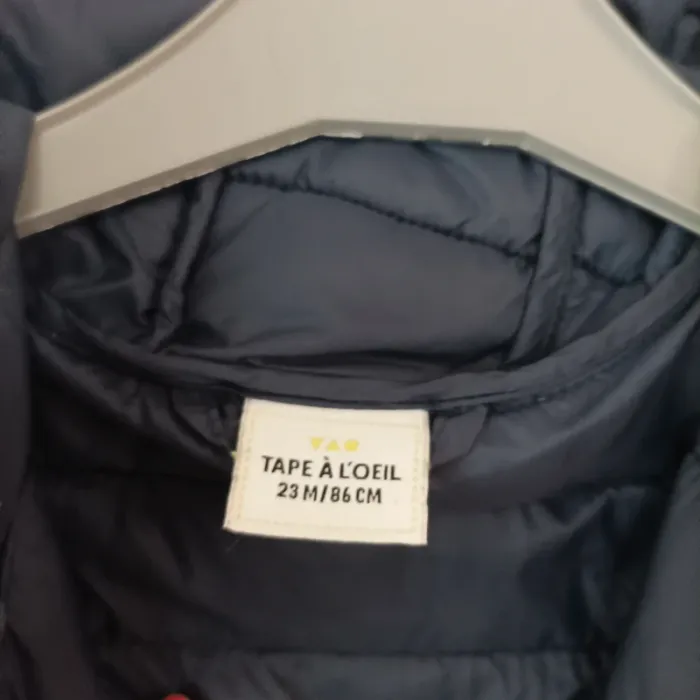 TAPE À L'OEIL
23 M/86 CM